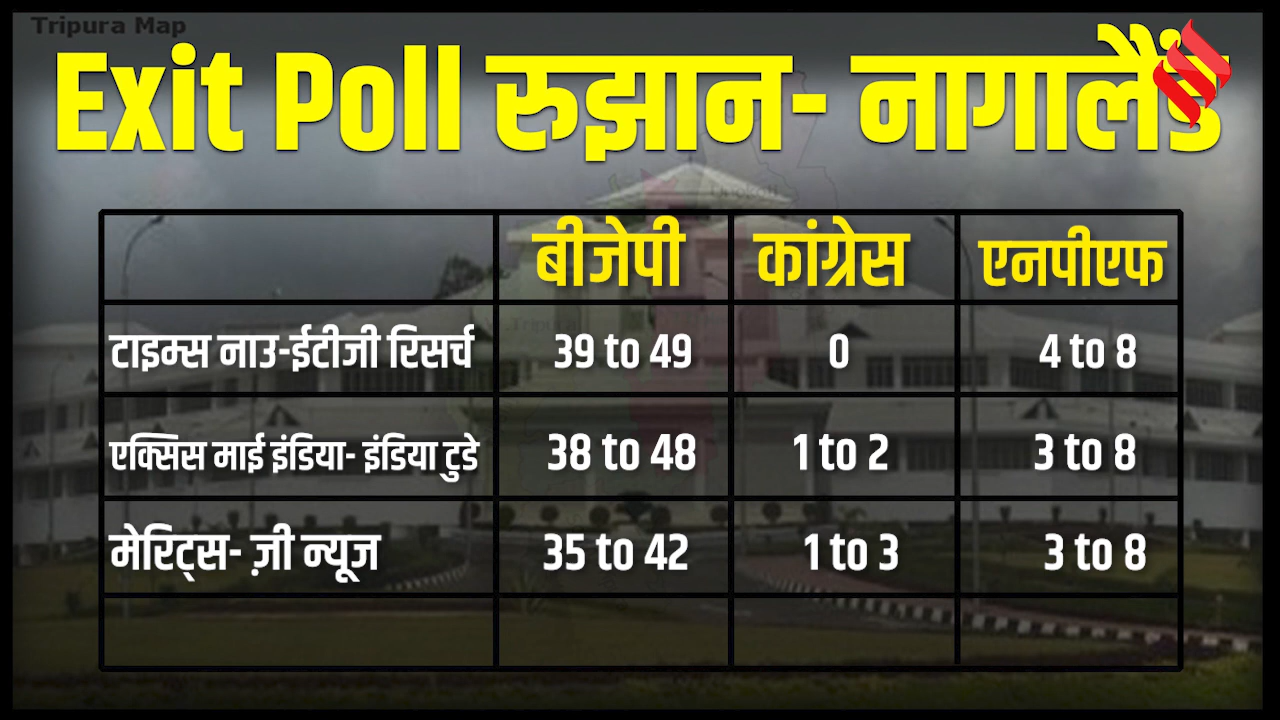 Tripura Map
Exit Poll रुझान- नागालैंड
बीजेपी कांग्रेस एनपीएफ
टाइम्स नाउ-ईटीजी रिसर्च 39 to 49 0 4 to 8
एक्सिस माई इंडिया- इंडिया टुडे 38 to 48 1 to 2 3 to 8
मेरिट्स- ज़ी न्यूज 35 to 42 1 to 3 3 to 8